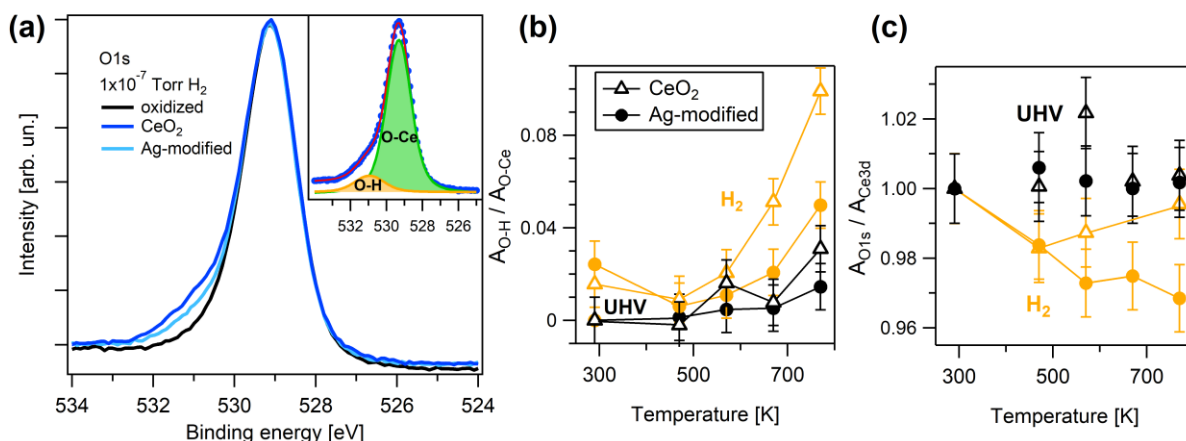 (a)
O1s
1x10⁻⁷ Torr H₂
oxidized
CeO₂
Ag-modified
O-Ce
O-H
532 530 528 526
Intensity [arb. un.]
534 532 530 528 526 524
Binding energy [eV]
(b)
CeO₂
Ag-modified
H₂
UHV
0.08
0.04
0
A_O-H / A_O-Ce
300 500 700
Temperature [K]
(c)
UHV
H₂
1.02
1.00
0.98
0.96
A_O1s / A_Ce3d
300 500 700
Temperature [K]